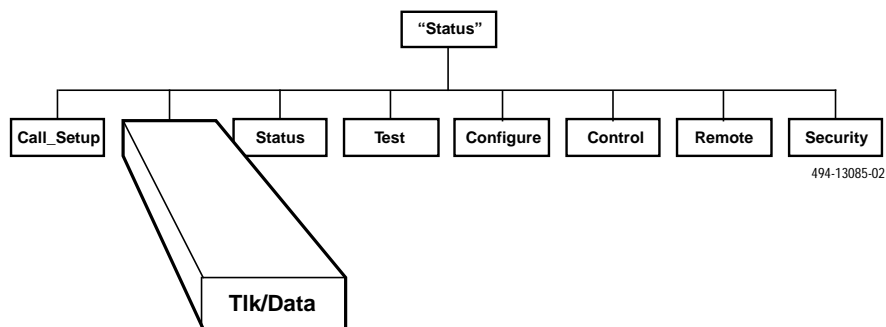 “Status”
Call_Setup
Status
Test
Configure
Control
Remote
Security
494-13085-02
Tlk/Data